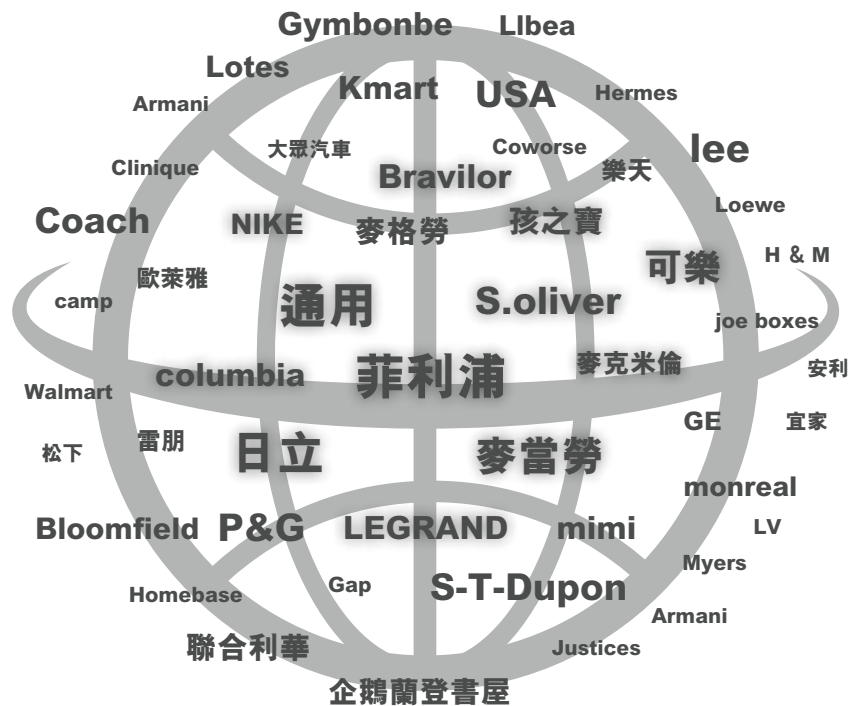 Gymbonbe
LIbea
Lotes
Kmart
USA
Hermes
Armani
大眾汽車
Coworse
lee
Clinique
Bravilor
樂天
Loewe
Coach
NIKE
麥格勞
孩之寶
H & M
歐萊雅
可樂
camp
通用
S.oliver
joe boxes
columbia
菲利浦
麥克米倫
安利
Walmart
GE
宜家
松下
雷朋
日立
麥當勞
monreal
Bloomfield
P&G
LEGRAND
mimi
LV
Myers
Homebase
Gap
S-T-Dupon
Armani
聯合利華
Justices
企鵝蘭登書屋